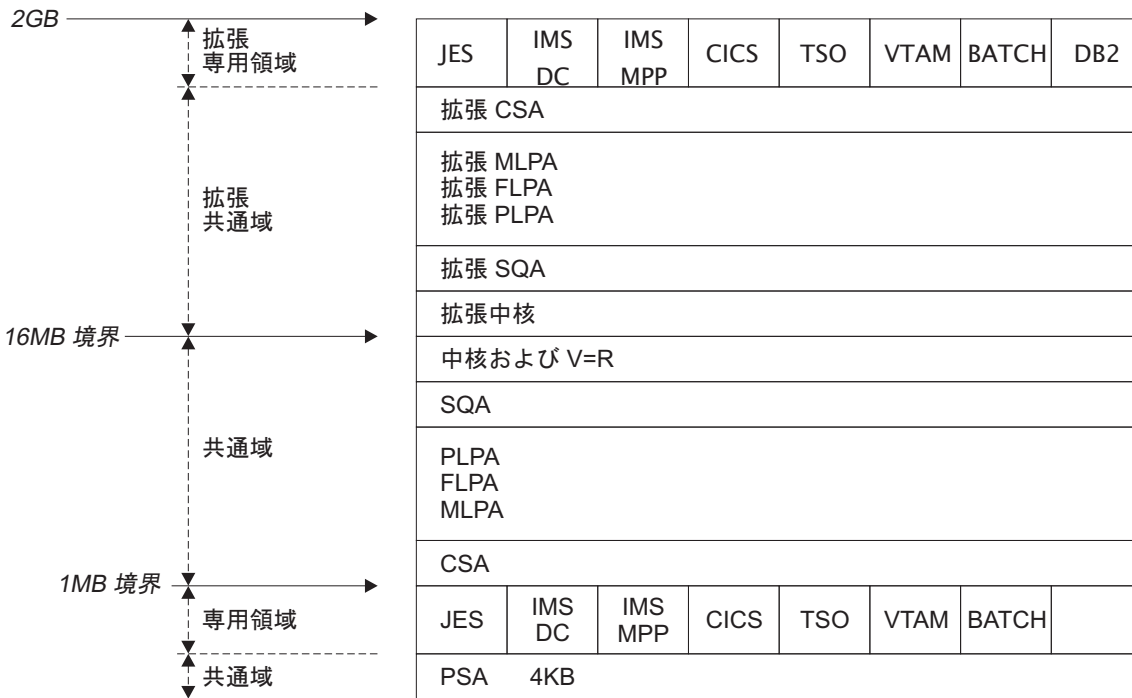 2GB
拡張
専用領域
JES
IMS
DC
IMS
MPP
CICS
TSO
VTAM
BATCH
DB2
拡張 CSA
拡張
共通域
拡張 MLPA
拡張 FLPA
拡張 PLPA
拡張 SQA
拡張中核
16MB 境界
中核および V=R
SQA
共通域
PLPA
FLPA
MLPA
CSA
1MB 境界
専用領域
JES
IMS
DC
IMS
MPP
CICS
TSO
VTAM
BATCH
共通域
PSA 4KB